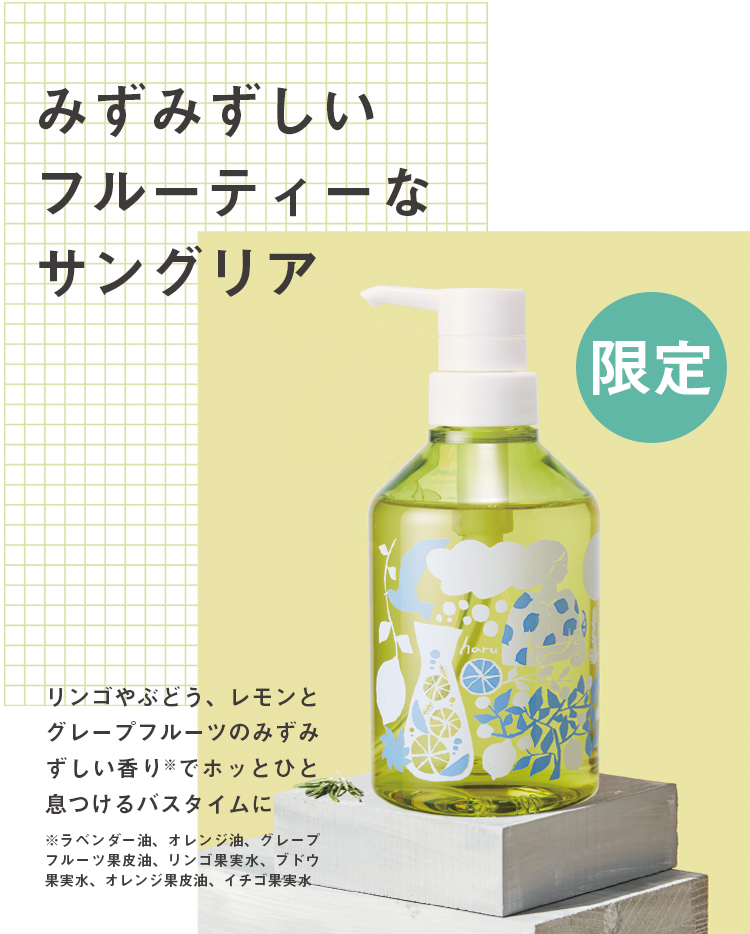 みずみずしい
フルーティーな
サングリア
限定
haru
リンゴやぶどう、レモンと
グレープフルーツのみずみ
ずしい香り※でホッとひと
息つけるバスタイムに
※ラベンダー油、オレンジ油、グレープ
フルーツ果皮油、リンゴ果実水、ブドウ
果実水、オレンジ果皮油、イチゴ果実水